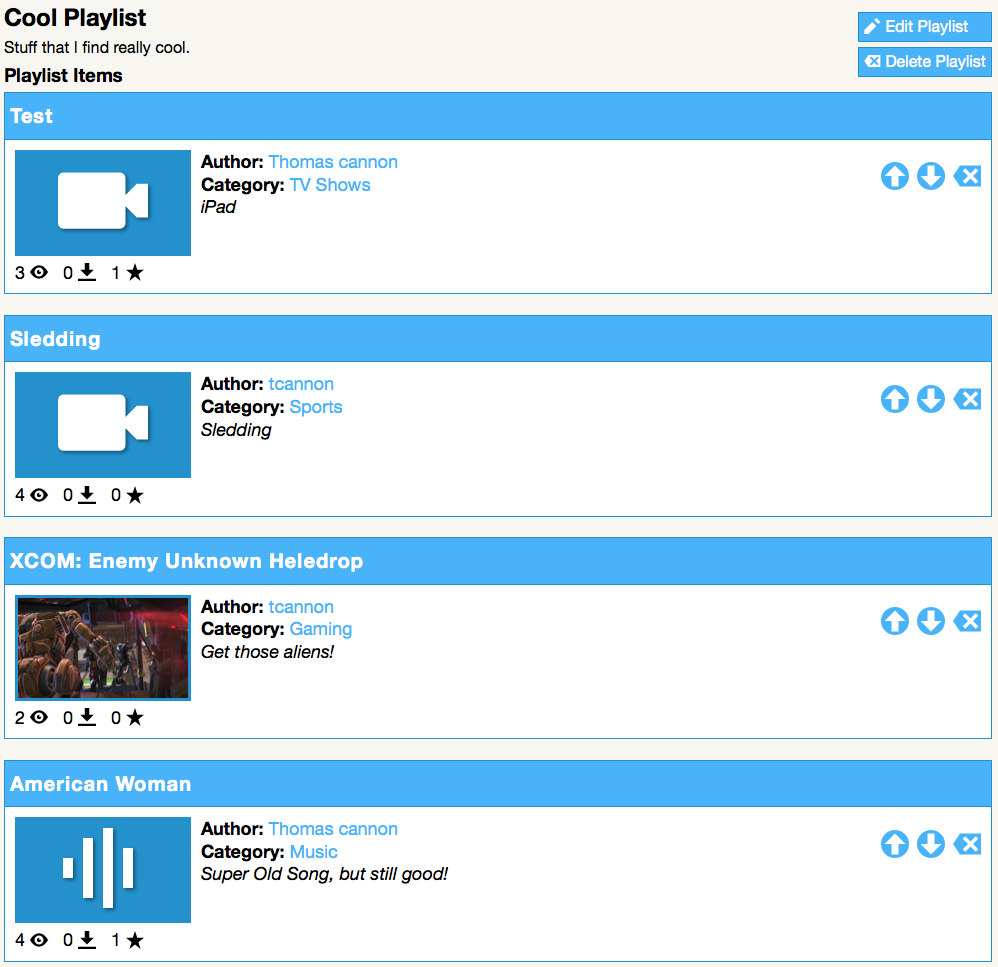 Cool Playlist
Edit Playlist
Stuff that I find really cool.
Delete Playlist
Playlist Items
Test
Author: Thomas cannon
Category: TV Shows
iPad
3 0 1
Sledding
Author: tcannon
Category: Sports
Sledding
4 0 0
XCOM: Enemy Unknown Heledrop
Author: tcannon
Category: Gaming
Get those aliens!
2 0 0
American Woman
Author: Thomas cannon
Category: Music
Super Old Song, but still good!
4 0 1